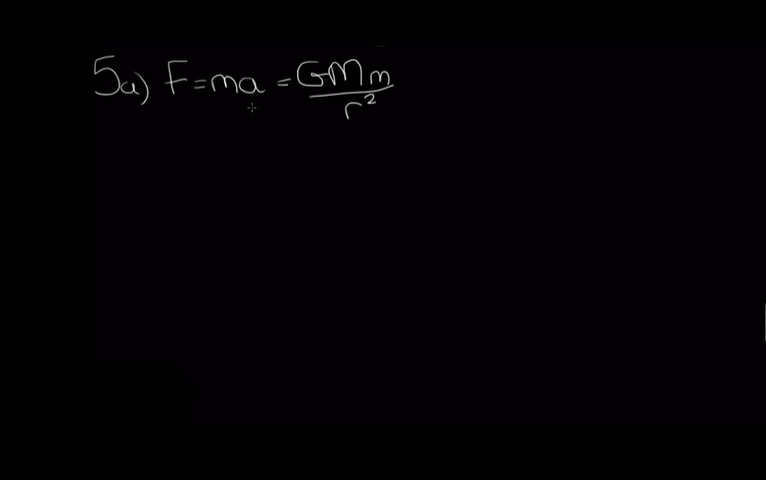 5a) F=ma = GMm/r²